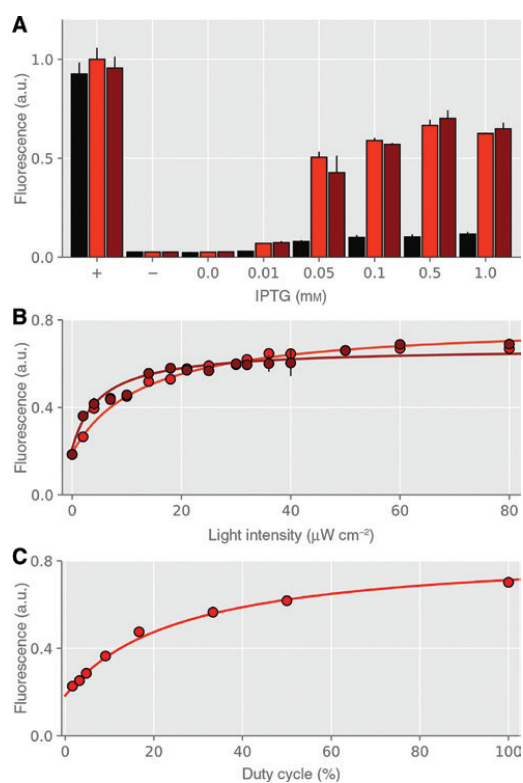 A
Fluorescence (a.u.)
1.0
0.5
0.0
+ − 0.0 0.01 0.05 0.1 0.5 1.0
IPTG (mM)
B
Fluorescence (a.u.)
0.8
0.4
0.0
0 20 40 60 80
Light intensity (μW cm⁻²)
C
Fluorescence (a.u.)
0.8
0.4
0.0
0 20 40 60 80 100
Duty cycle (%)